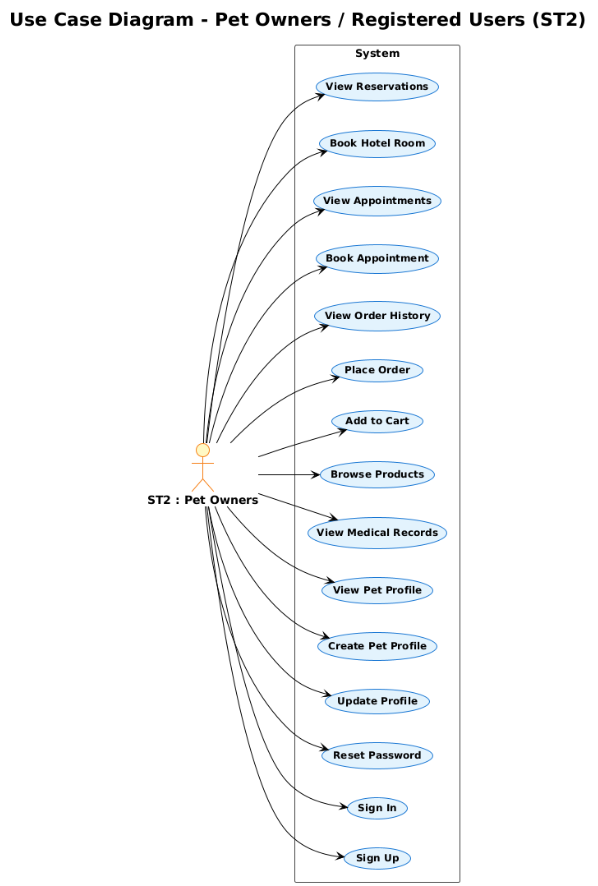 Use Case Diagram - Pet Owners / Registered Users (ST2)
System
View Reservations
Book Hotel Room
View Appointments
Book Appointment
View Order History
Place Order
Add to Cart
Browse Products
ST2 : Pet Owners
View Medical Records
View Pet Profile
Create Pet Profile
Update Profile
Reset Password
Sign In
Sign Up